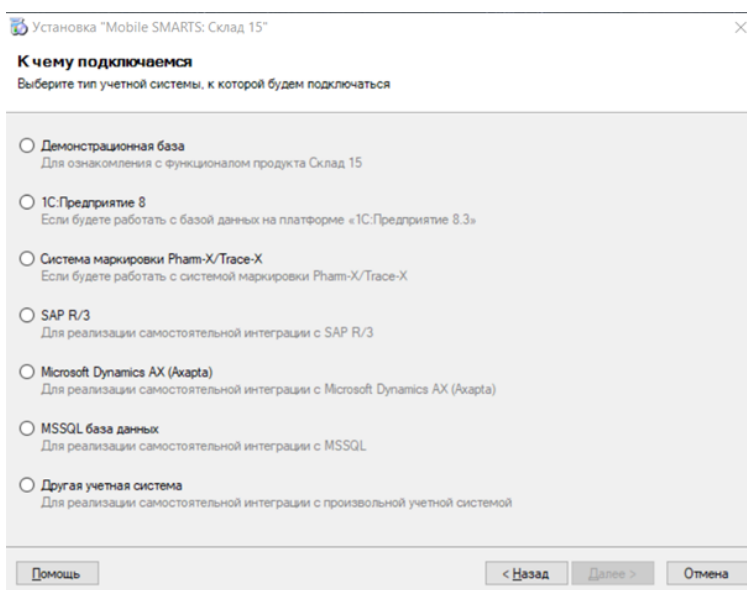 Установка "Mobile SMARTS: Склад 15"
К чему подключаемся
Выберите тип учетной системы, к которой будем подключаться
Демонстрационная база
Для ознакомления с функционалом продукта Склад 15
1С:Предприятие 8
Если будете работать с базой данных на платформе «1С:Предприятие 8.3»
Система маркировки Pharm-X/Trace-X
Если будете работать с системой маркировки Pharm-X/Trace-X
SAP R/3
Для реализации самостоятельной интеграции с SAP R/3
Microsoft Dynamics AX (Axapta)
Для реализации самостоятельной интеграции с Microsoft Dynamics AX (Axapta)
MSSQL база данных
Для реализации самостоятельной интеграции с MSSQL
Другая учетная система
Для реализации самостоятельной интеграции с произвольной учетной системой
Помощь < Назад Далее > Отмена